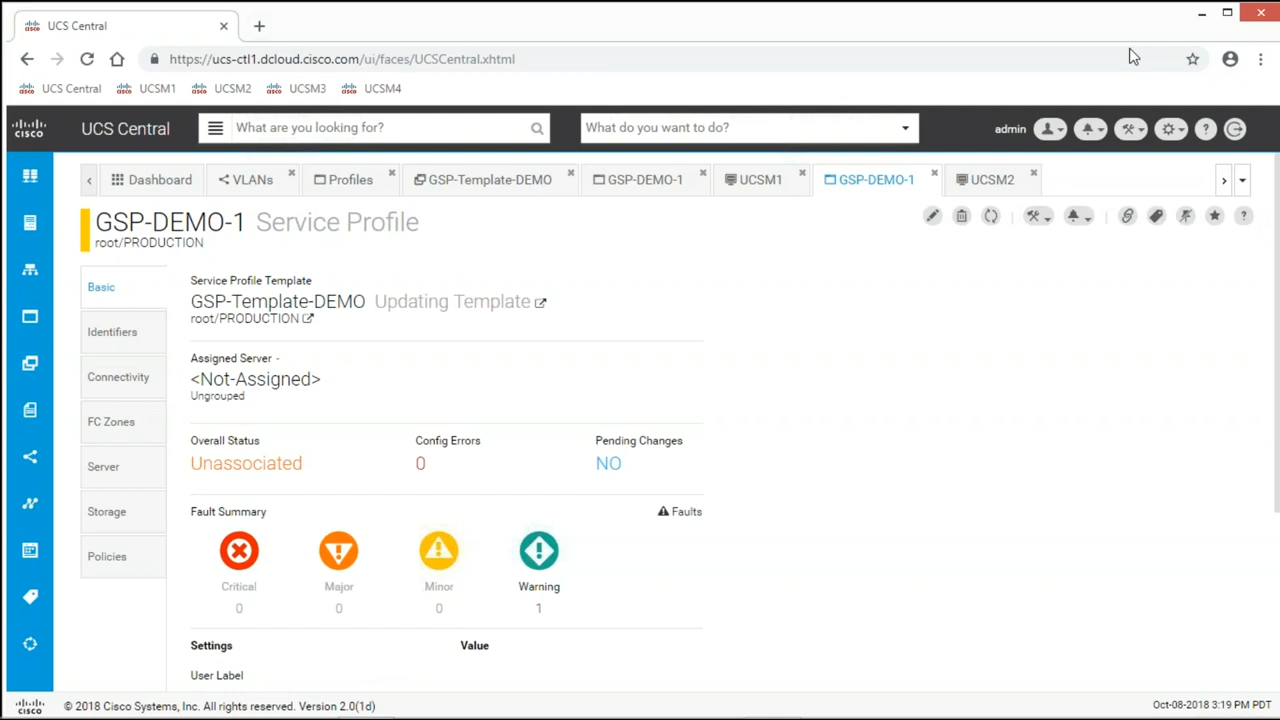 UCS Central
https://ucs-ctl1.dcloud.cisco.com/ui/faces/UCSCentral.xhtml
UCS Central UCSM1 UCSM2 UCSM3 UCSM4
cisco UCS Central What are you looking for? What do you want to do? admin
Dashboard VLANs Profiles GSP-Template-DEMO GSP-DEMO-1 UCSM1 GSP-DEMO-1 UCSM2
GSP-DEMO-1 Service Profile
root/PRODUCTION
Basic
Identifiers
Connectivity
FC Zones
Server
Storage
Policies
Service Profile Template
GSP-Template-DEMO Updating Template
root/PRODUCTION
Assigned Server -
<Not-Assigned>
Ungrouped
Overall Status Config Errors Pending Changes
Unassociated 0 NO
Fault Summary Faults
Critical Major Minor Warning
0 0 0 1
Settings Value
User Label
cisco © 2018 Cisco Systems, Inc. All rights reserved. Version 2.0(1d) Oct-08-2018 3:19 PM PDT